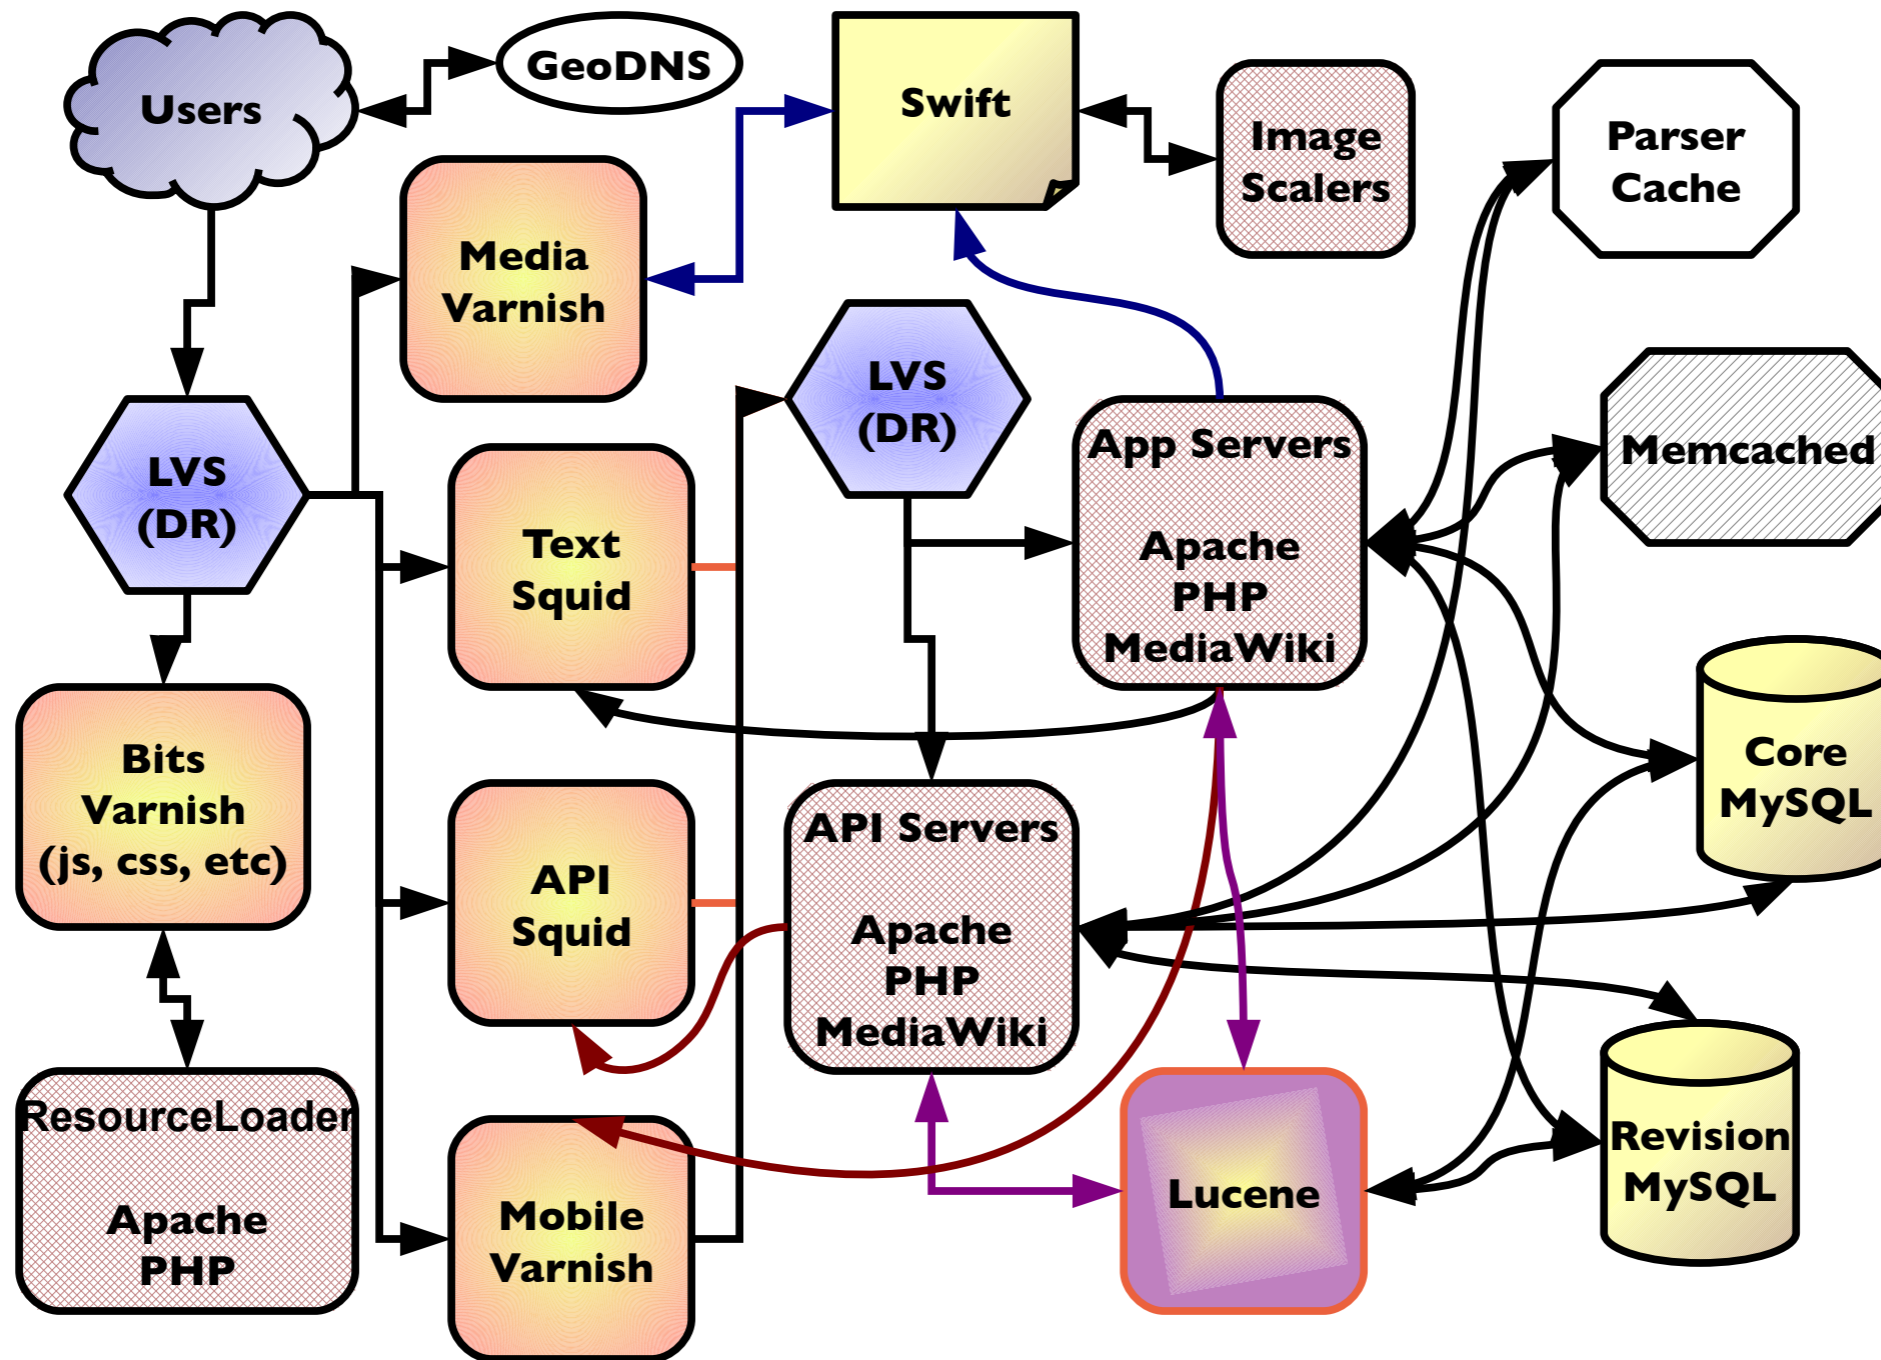 Users
GeoDNS
Swift
Image
Scalers
Parser
Cache
Media
Varnish
LVS
(DR)
LVS
(DR)
App Servers
Apache
PHP
MediaWiki
Memcached
Text
Squid
Bits
Varnish
(js, css, etc)
API
Squid
API Servers
Apache
PHP
MediaWiki
Core
MySQL
ResourceLoader
Apache
PHP
Mobile
Varnish
Lucene
Revision
MySQL